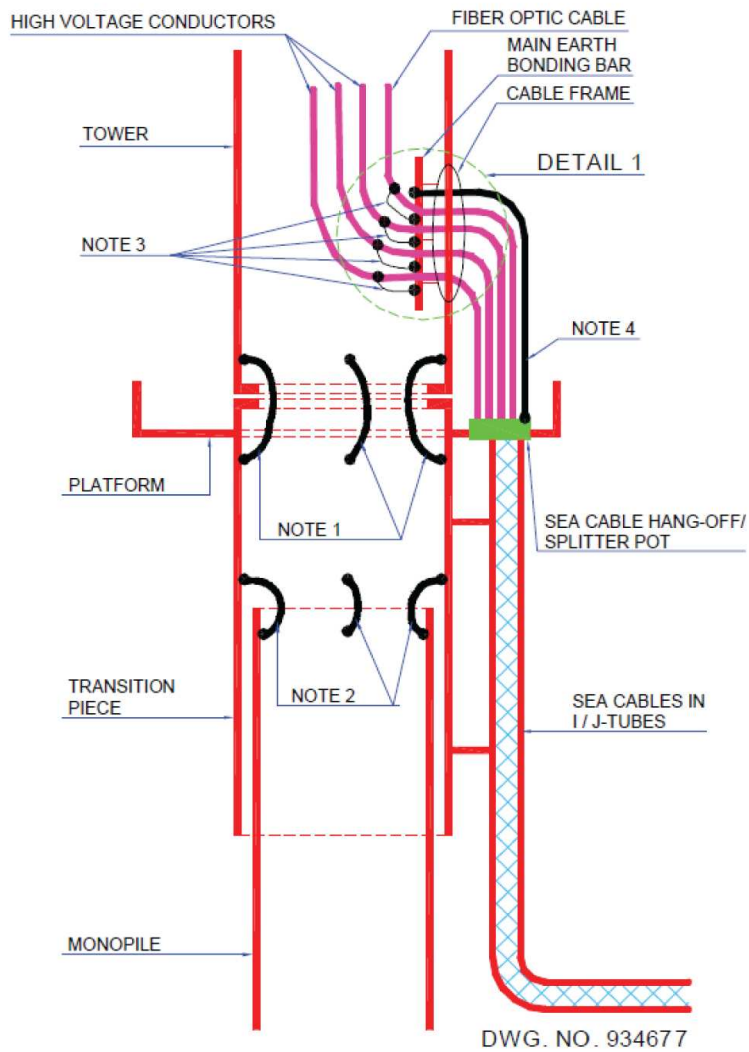 HIGH VOLTAGE CONDUCTORS
FIBER OPTIC CABLE
MAIN EARTH
BONDING BAR
CABLE FRAME
TOWER
DETAIL 1
NOTE 3
NOTE 4
PLATFORM
NOTE 1
SEA CABLE HANG-OFF/
SPLITTER POT
TRANSITION
PIECE
NOTE 2
SEA CABLES IN
I / J-TUBES
MONOPILE
DWG. NO. 934677